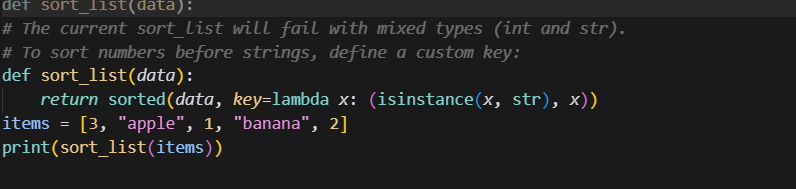 def sort_list(data):
# The current sort_list will fail with mixed types (int and str).
# To sort numbers before strings, define a custom key:
def sort_list(data):
    return sorted(data, key=lambda x: (isinstance(x, str), x))
items = [3, "apple", 1, "banana", 2]
print(sort_list(items))